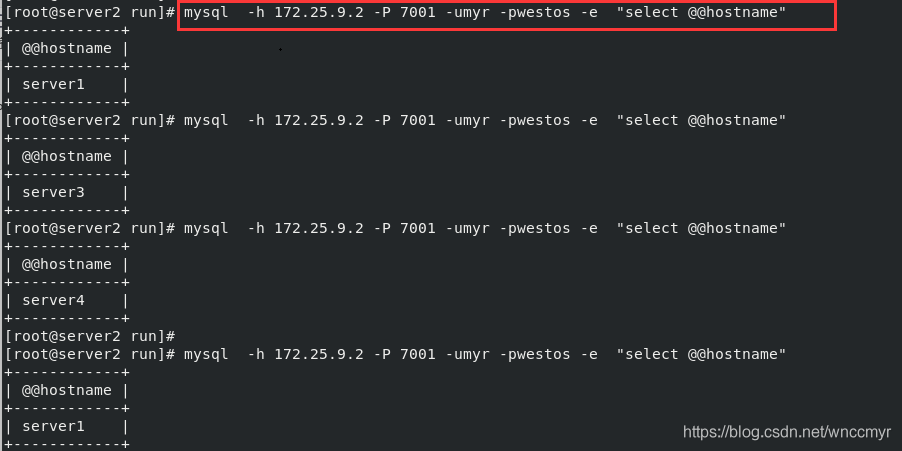 [root@server2 run]# mysql  -h 172.25.9.2 -P 7001 -umyr -pwestos -e  "select @@hostname"
+------------+
| @@hostname |
+------------+
| server1    |
+------------+
[root@server2 run]# mysql  -h 172.25.9.2 -P 7001 -umyr -pwestos -e  "select @@hostname"
+------------+
| @@hostname |
+------------+
| server3    |
+------------+
[root@server2 run]# mysql  -h 172.25.9.2 -P 7001 -umyr -pwestos -e  "select @@hostname"
+------------+
| @@hostname |
+------------+
| server4    |
+------------+
[root@server2 run]#
[root@server2 run]# mysql  -h 172.25.9.2 -P 7001 -umyr -pwestos -e  "select @@hostname"
+------------+
| @@hostname |
+------------+
| server1    |
+------------+
https://blog.csdn.net/wnccmyr